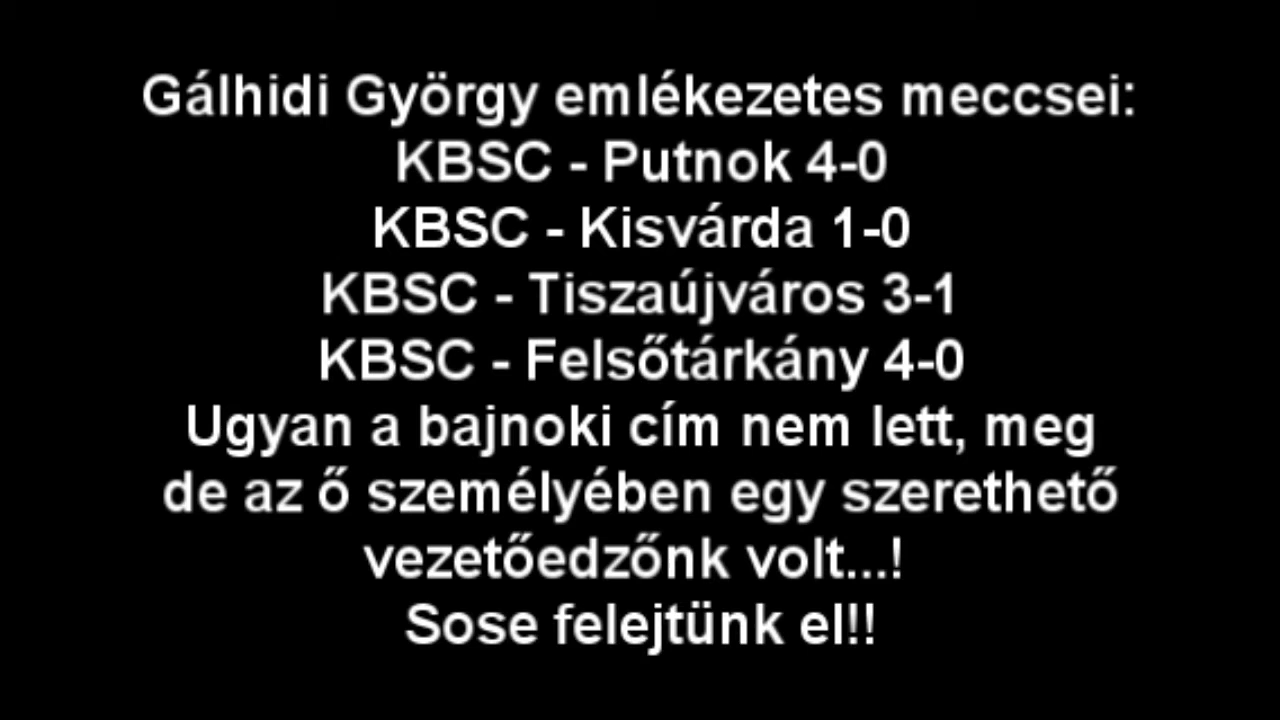 Gálhidi György emlékezetes meccsei:
KBSC - Putnok 4-0
KBSC - Kisvárda 1-0
KBSC - Tiszaújváros 3-1
KBSC - Felsőtárkány 4-0
Ugyan a bajnoki cím nem lett, meg
de az ő személyében egy szerethető
vezetőedzőnk volt...!
Sose felejtünk el!!